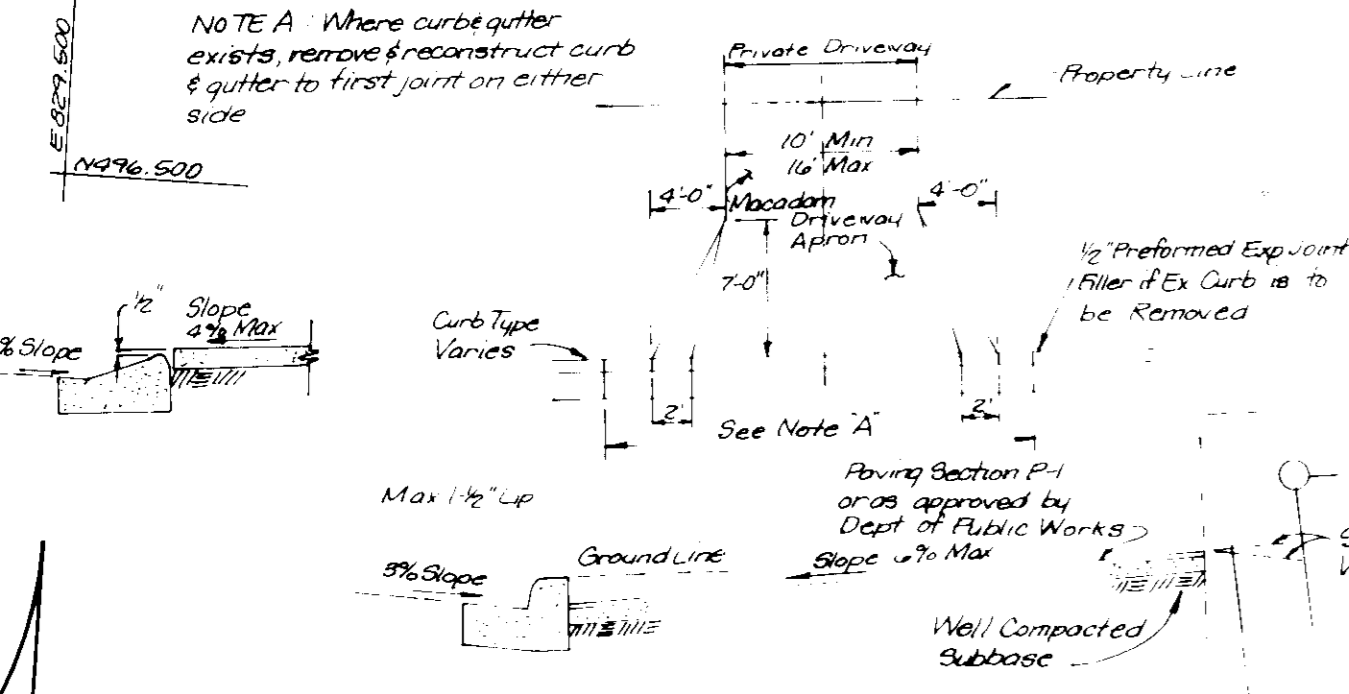 E 829.500
N496.500
NOTE A : Where curb & gutter
exists, remove & reconstruct curb
& gutter to first joint on either
side
Private Driveway
Property Line
10' Min
16' Max
4'-0"
4'-0"
Macadam
Driveway
Apron
7'-0"
1/2" Preformed Exp Joint
Filler if Ex Curb is to
be Removed
1/2"
Slope
4% Max
% Slope
Curb Type
Varies
2'
2'
See Note "A"
Max 1-1/2" Lip
Paving Section P-1
or as approved by
Dept of Public Works
Ground Line
Slope 6% Max
3% Slope
Well Compacted
Subbase